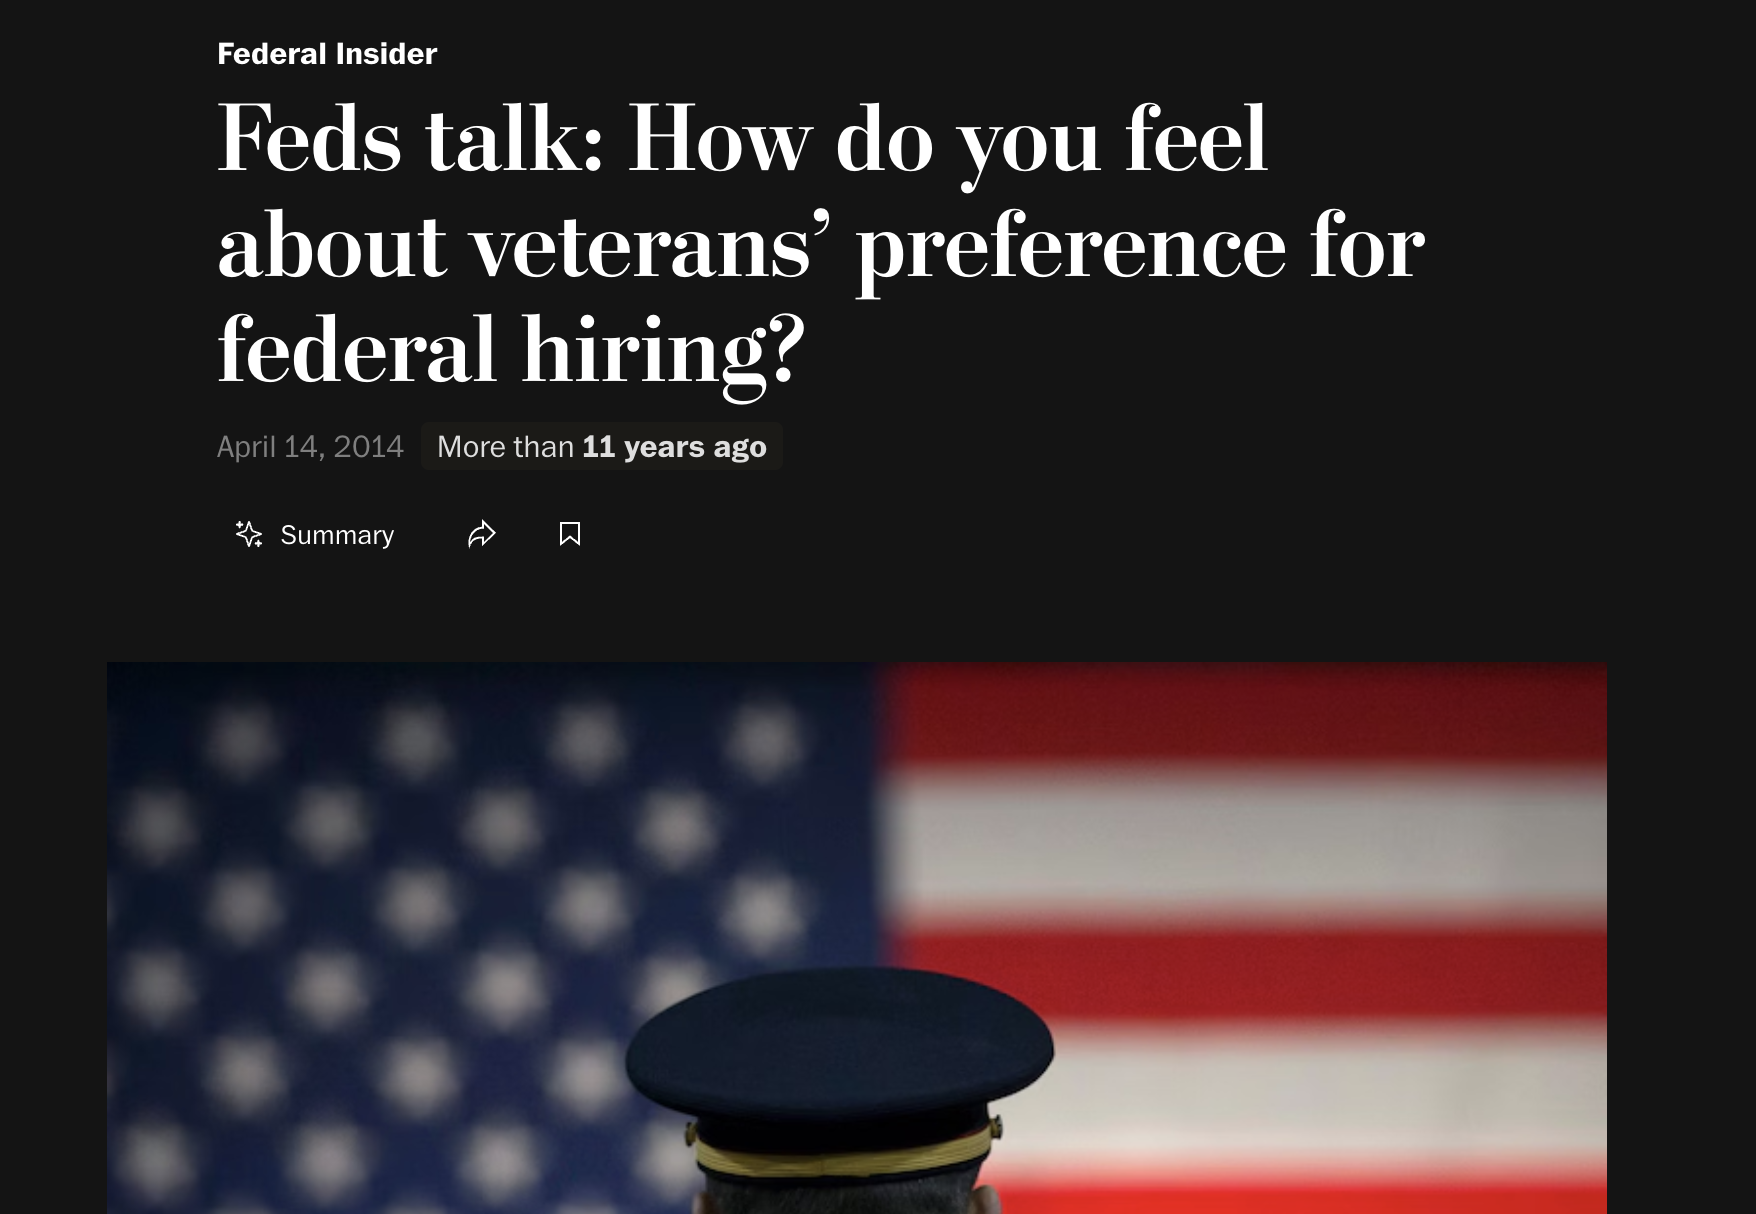 Federal Insider
Feds talk: How do you feel
about veterans’ preference for
federal hiring?
April 14, 2014 More than 11 years ago
Summary